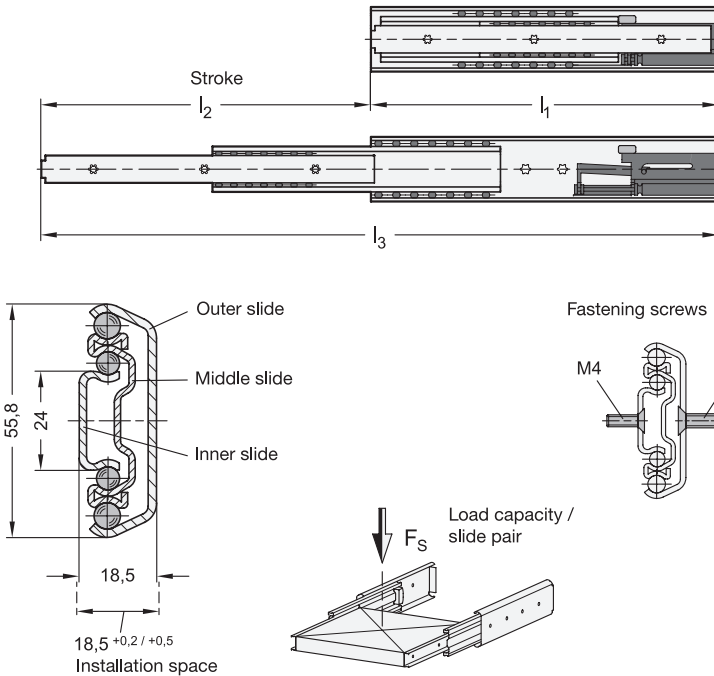 Stroke
l2
l1
l3
Outer slide
Middle slide
Inner slide
55,8
24
18,5
18,5 +0,2 / +0,5
Installation space
Fastening screws
M4
Load capacity /
slide pair
FS